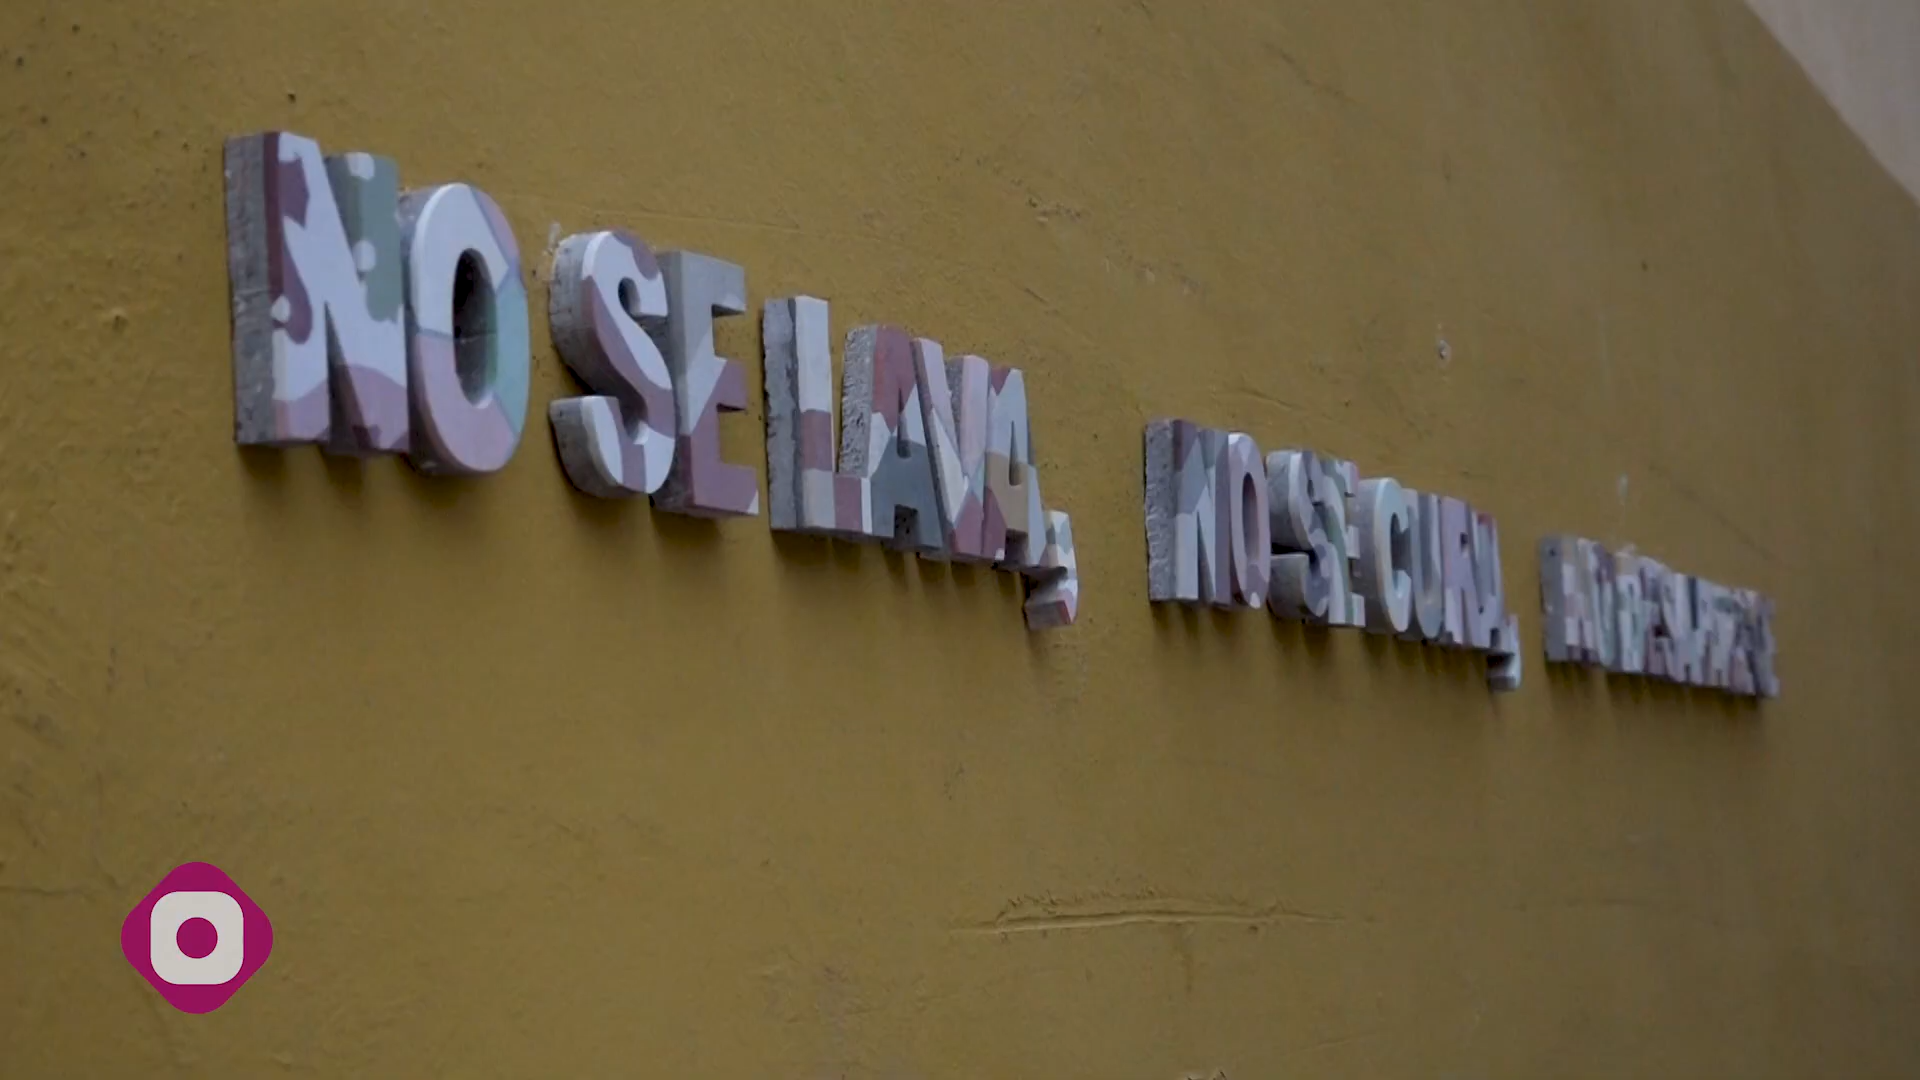 NO SE LAVA, NO SE CURA,